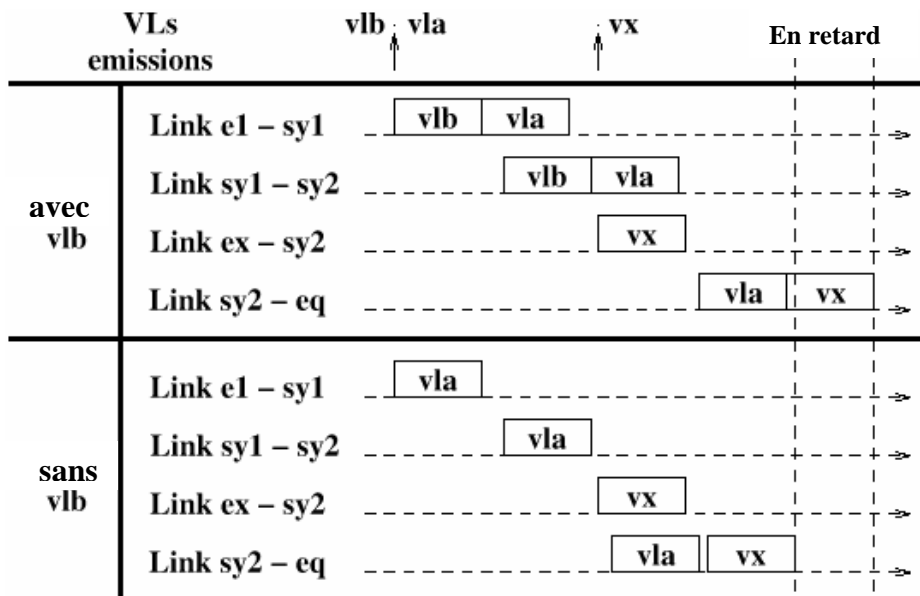 VLs vlb vla vx En retard
emissions
avec
vlb
Link e1 – sy1 vlb vla
Link sy1 – sy2 vlb vla
Link ex – sy2 vx
Link sy2 – eq vla vx
sans
vlb
Link e1 – sy1 vla
Link sy1 – sy2 vla
Link ex – sy2 vx
Link sy2 – eq vla vx